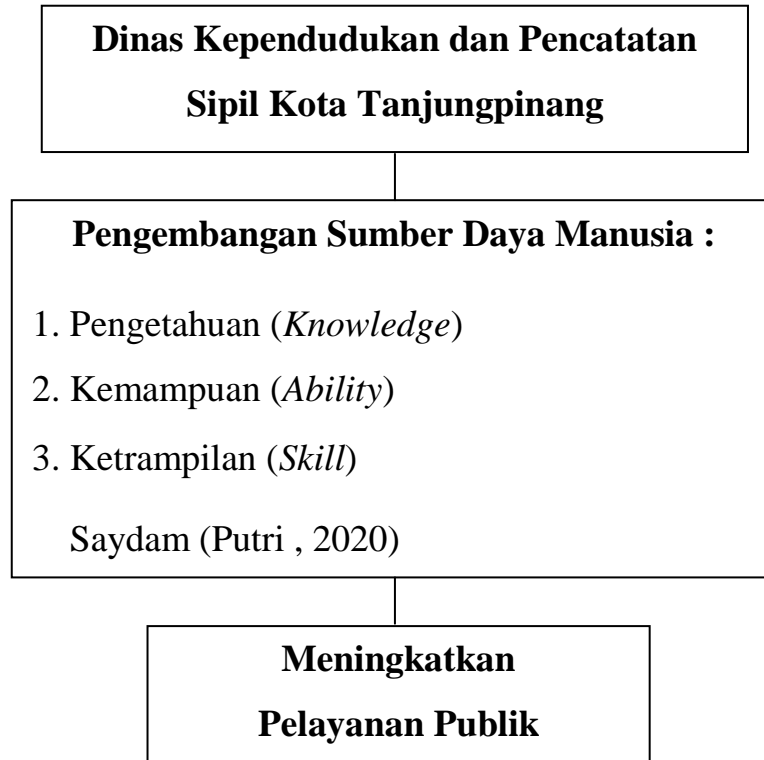 Dinas Kependudukan dan Pencatatan
Sipil Kota Tanjungpinang
Pengembangan Sumber Daya Manusia :
1. Pengetahuan (Knowledge)
2. Kemampuan (Ability)
3. Ketrampilan (Skill)
Saydam (Putri , 2020)
Meningkatkan
Pelayanan Publik